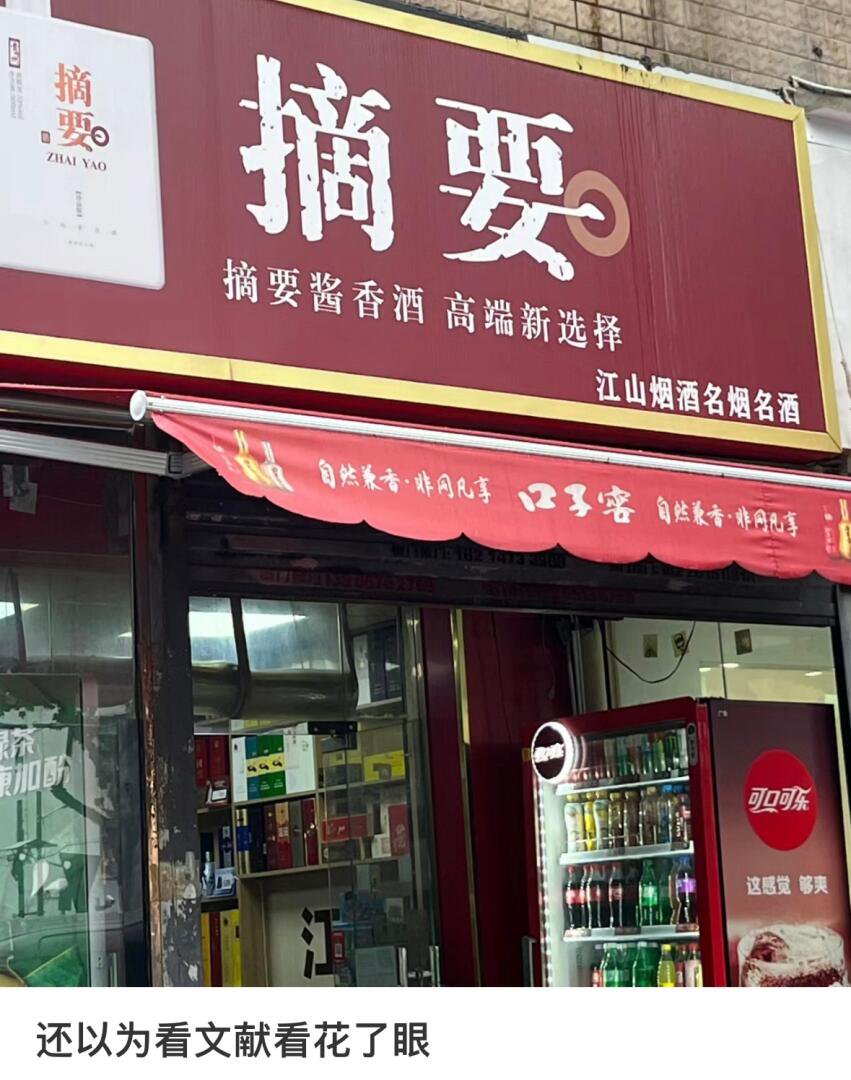 摘要
ZHAI YAO
摘要
摘要酱香酒 高端新选择
江山烟酒名烟名酒
自然兼香·非同凡享 口子窖 自然兼香·非同凡享
绿茶
可口可乐
这感觉 够爽
江
还以为看文献看花了眼